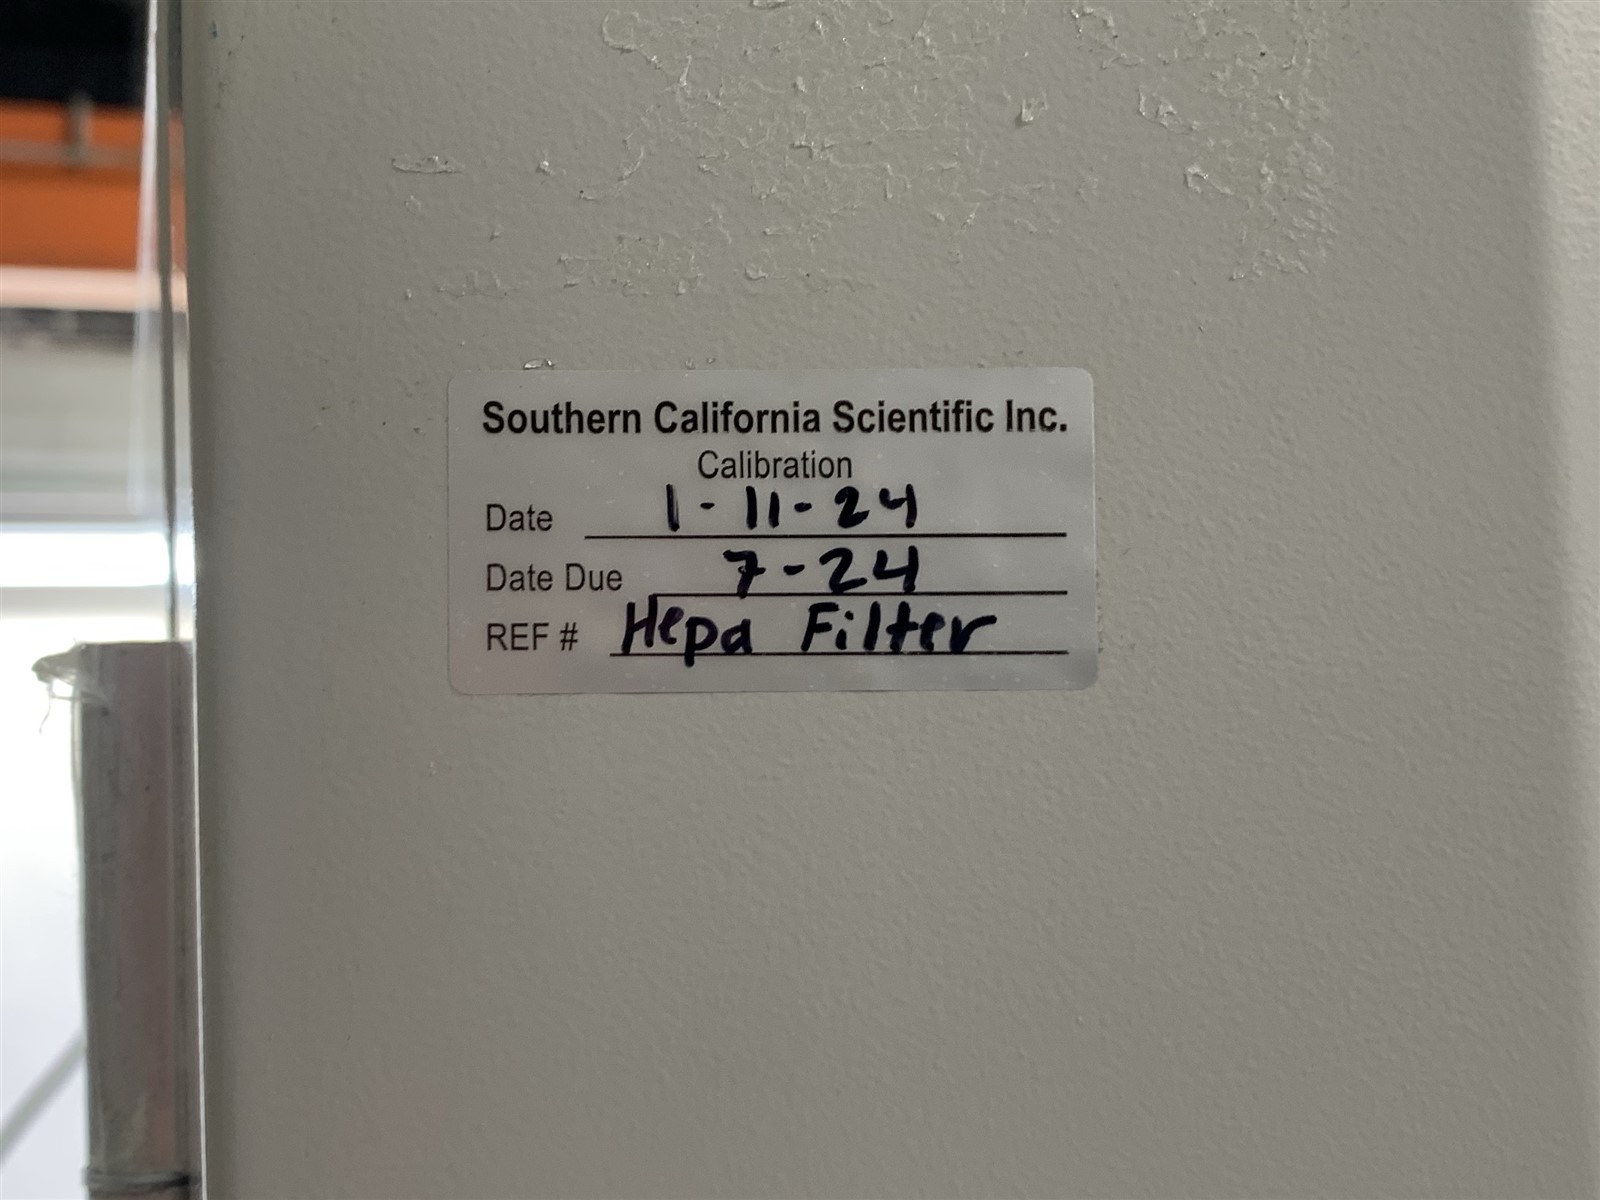 Southern California Scientific Inc.
Calibration
Date 1-11-24
Date Due 7-24
REF # Hepa Filter